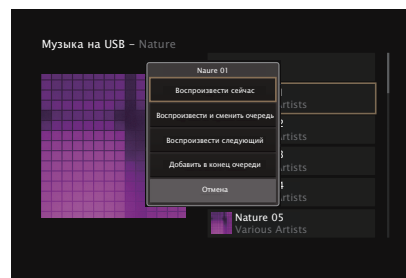 Музыка на USB – Nature
Naure 01
Воспроизвести сейчас
Воспроизвести и сменить очередь
Воспроизвести следующий
Добавить в конец очереди
Отмена
Nature 05
Various Artists